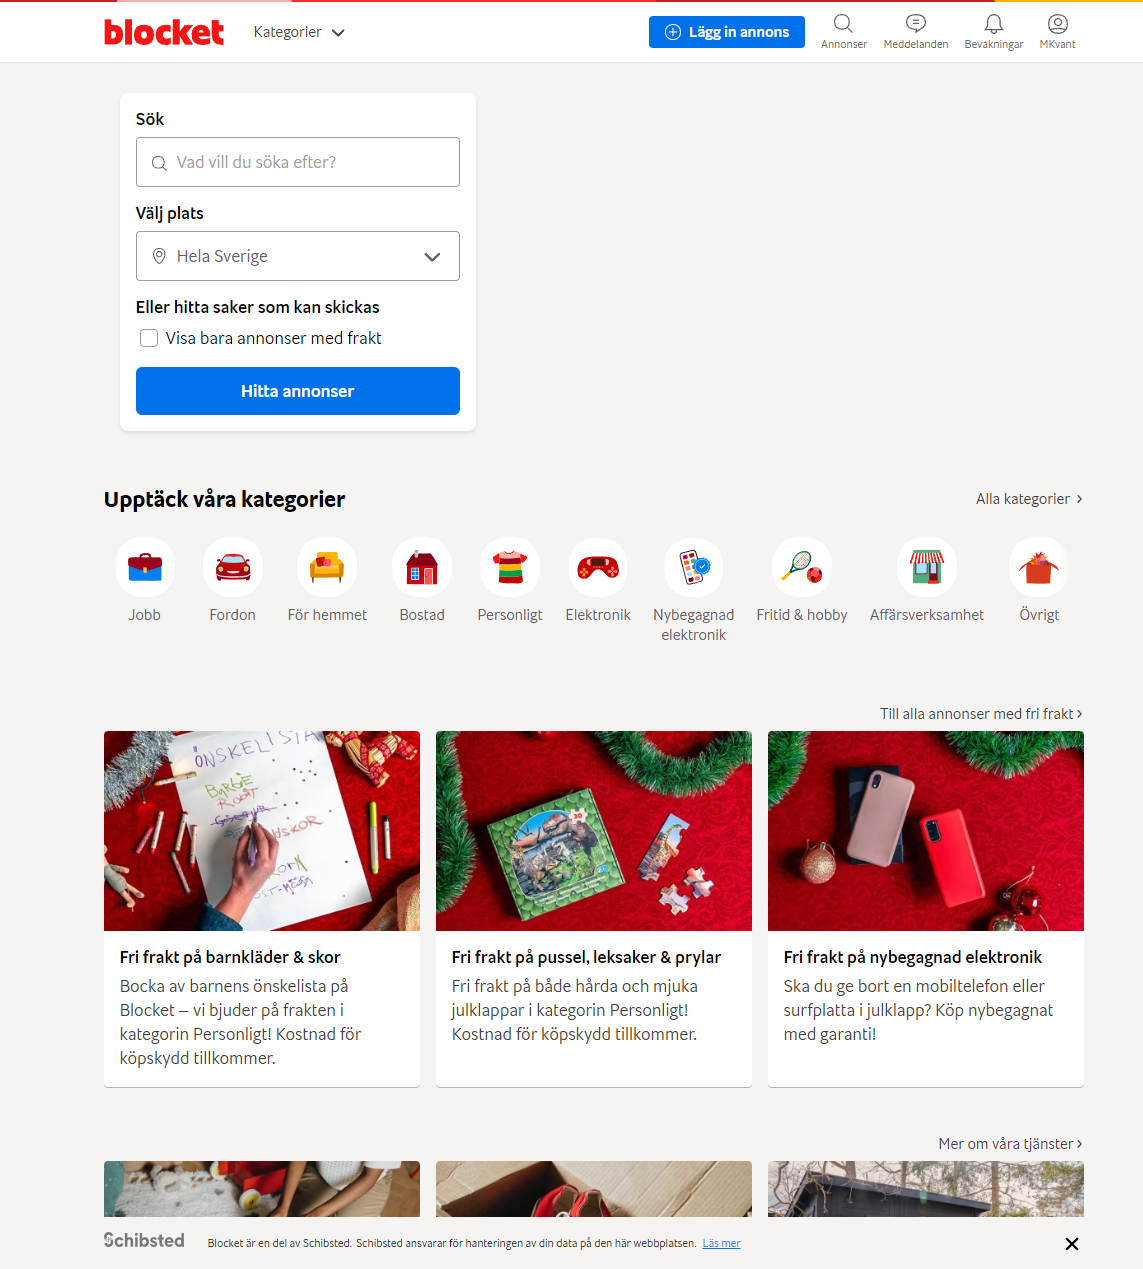 blocket
Kategorier
Lägg in annons
Annonser
Meddelanden
Bevakningar
MKvant
Sök
Vad vill du söka efter?
Välj plats
Hela Sverige
Eller hitta saker som kan skickas
Visa bara annonser med frakt
Hitta annonser
Upptäck våra kategorier
Alla kategorier
Jobb
Fordon
För hemmet
Bostad
Personligt
Elektronik
Nybegagnad
elektronik
Fritid & hobby
Affärsverksamhet
Övrigt
Till alla annonser med fri frakt
ÖNSKELISTA
BARBIE
ROBOT
30
Fri frakt på barnkläder & skor
Bocka av barnens önskelista på
Blocket – vi bjuder på frakten i
kategorin Personligt! Kostnad för
köpskydd tillkommer.
Fri frakt på pussel, leksaker & prylar
Fri frakt på både hårda och mjuka
julklappar i kategorin Personligt!
Kostnad för köpskydd tillkommer.
Fri frakt på nybegagnad elektronik
Ska du ge bort en mobiltelefon eller
surfplatta i julklapp? Köp nybegagnat
med garanti!
Mer om våra tjänster
Schibsted
Blocket är en del av Schibsted. Schibsted ansvarar för hanteringen av din data på den här webbplatsen. Läs mer